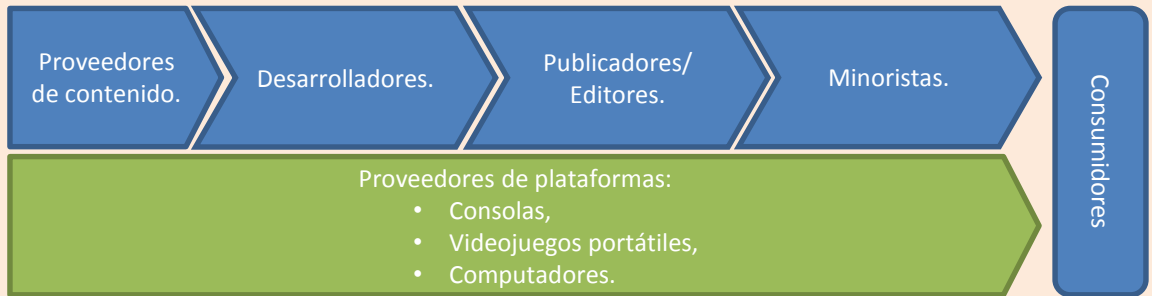 Proveedores
de contenido.
Desarrolladores.
Publicadores/
Editores.
Minoristas.
Consumidores
Proveedores de plataformas:
• Consolas,
• Videojuegos portátiles,
• Computadores.